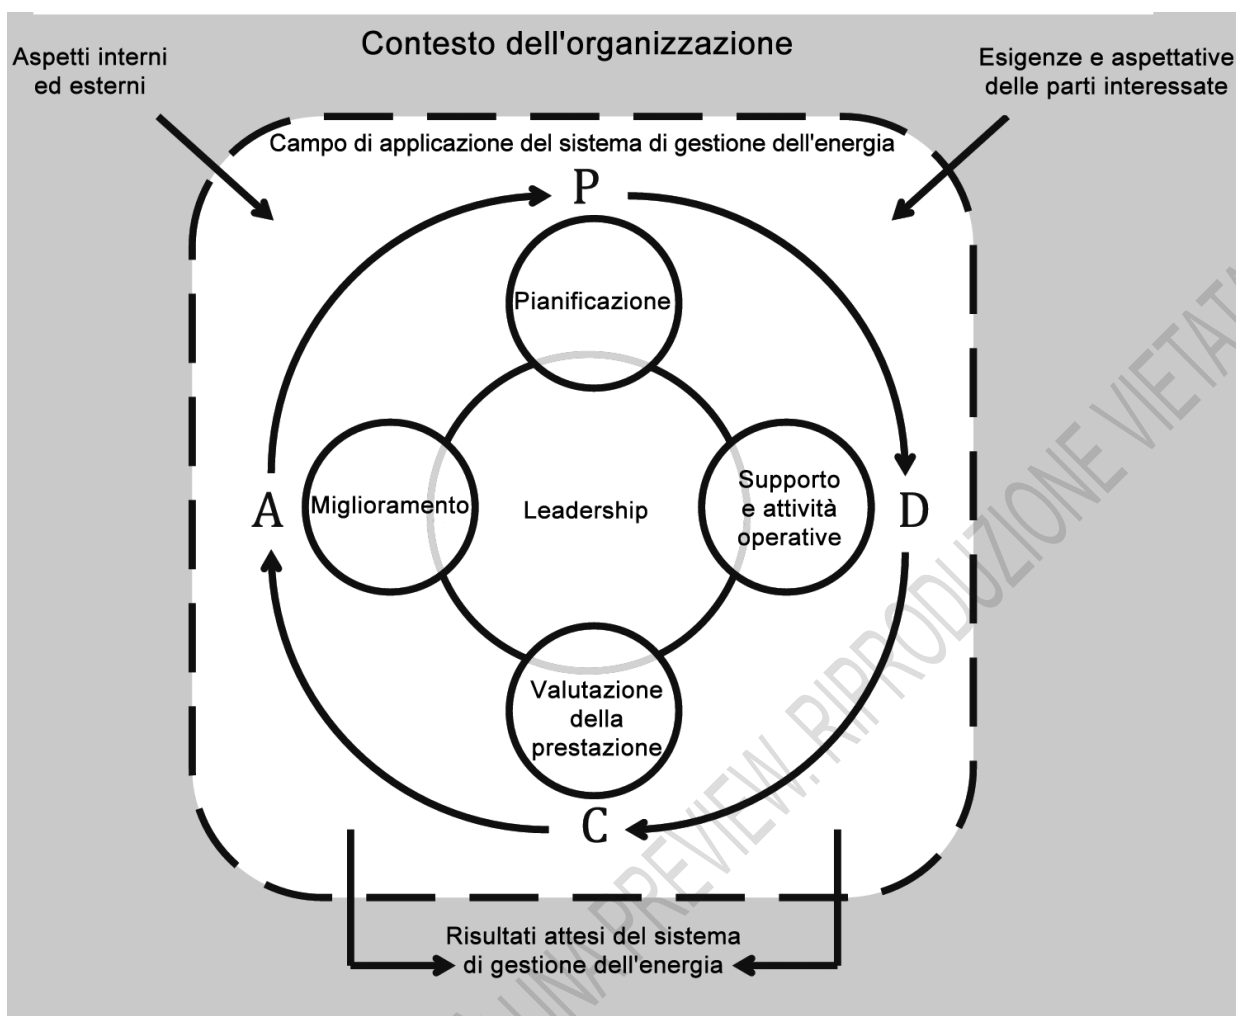 Contesto dell'organizzazione
Aspetti interni
ed esterni
Esigenze e aspettative
delle parti interessate
Campo di applicazione del sistema di gestione dell'energia
P
Pianificazione
A
Miglioramento
Leadership
Supporto
e attività
operative
D
Valutazione
della
prestazione
C
Risultati attesi del sistema
di gestione dell'energia
UNA PREVIEW. RIPRODUZIONE VIETATA